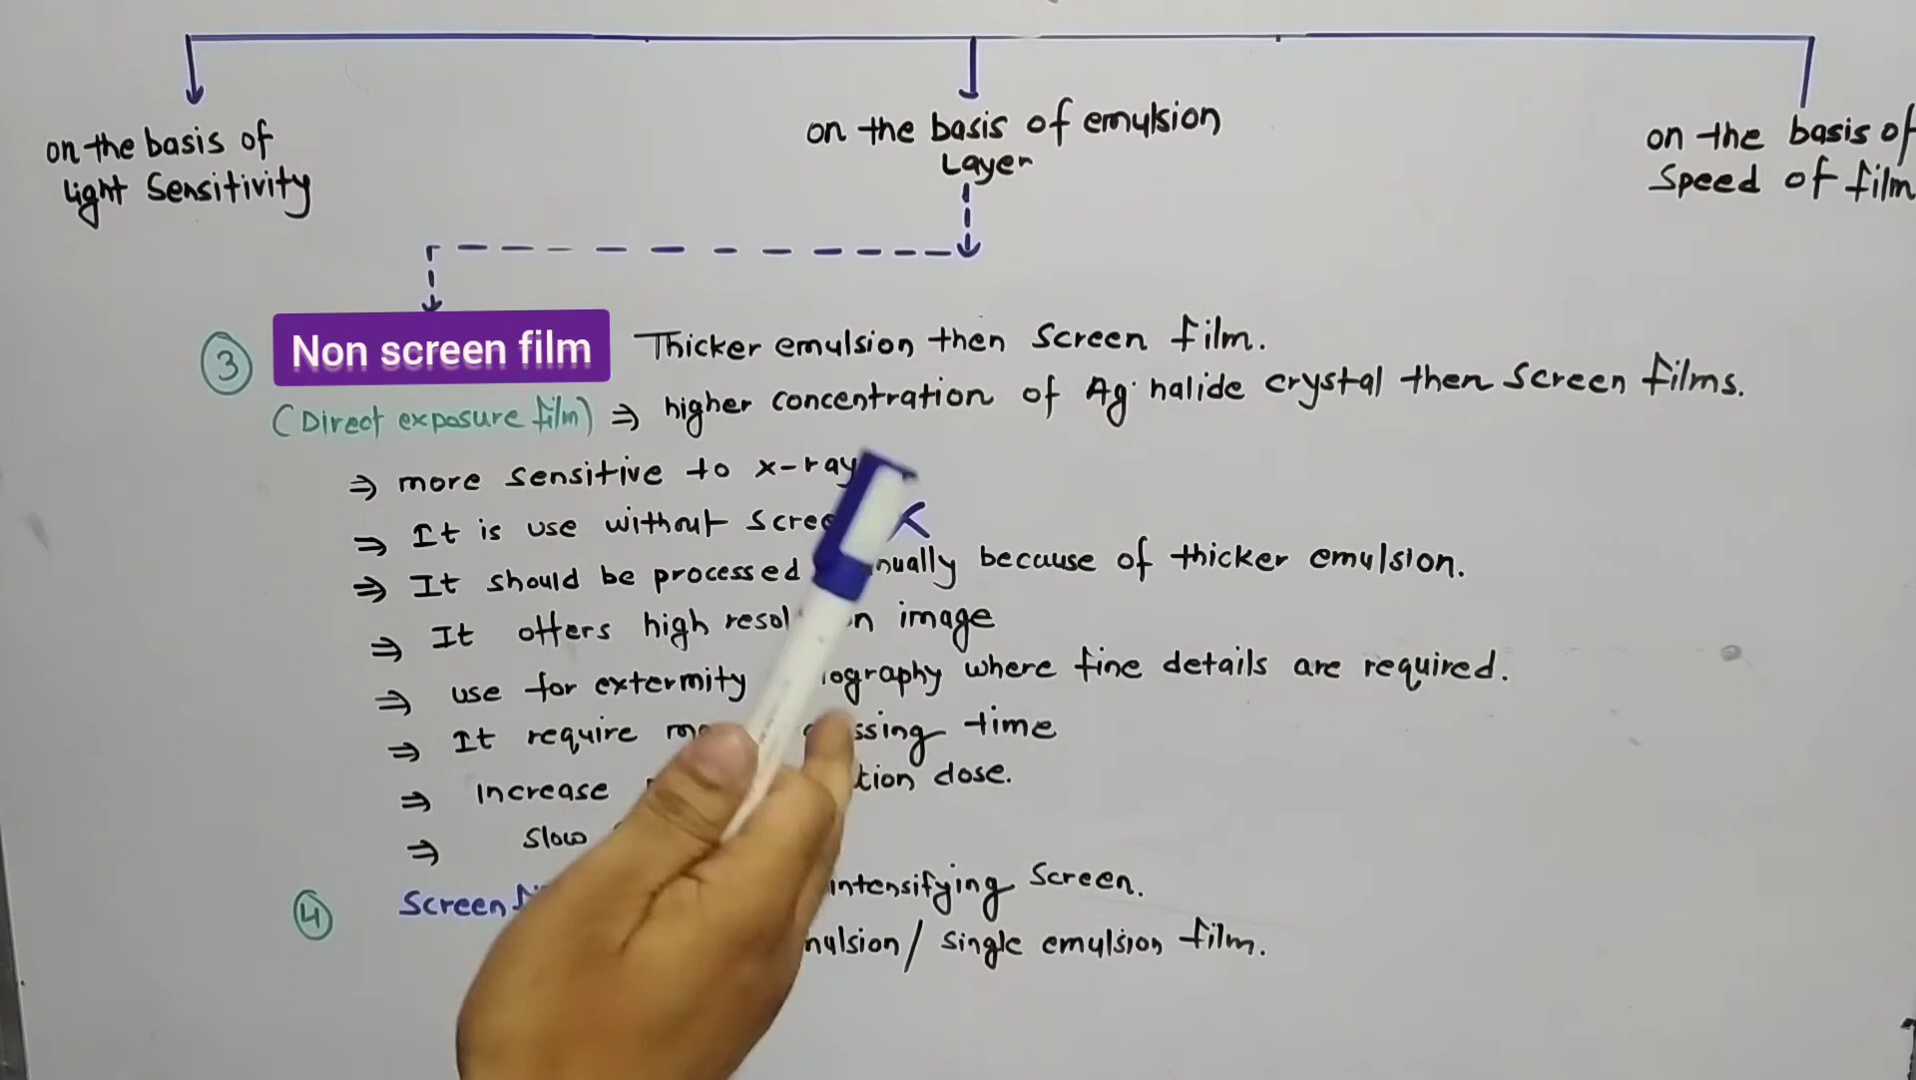 on the basis of
light Sensitivity
on the basis of emulsion
Layer
on the basis of
Speed of film
③ Non screen film Thicker emulsion then Screen film.
(Direct exposure film) ⇒ higher concentration of Ag halide crystal then Screen films.
⇒ more sensitive to x-ray
⇒ It is use without
⇒ It should be processed because of thicker emulsion.
⇒ It offers high image
⇒ use for extermity where fine details are required.
⇒ It require time
⇒ increase dose.
⇒ slow
④ Screen intensifying Screen.
/ Single emulsion film.